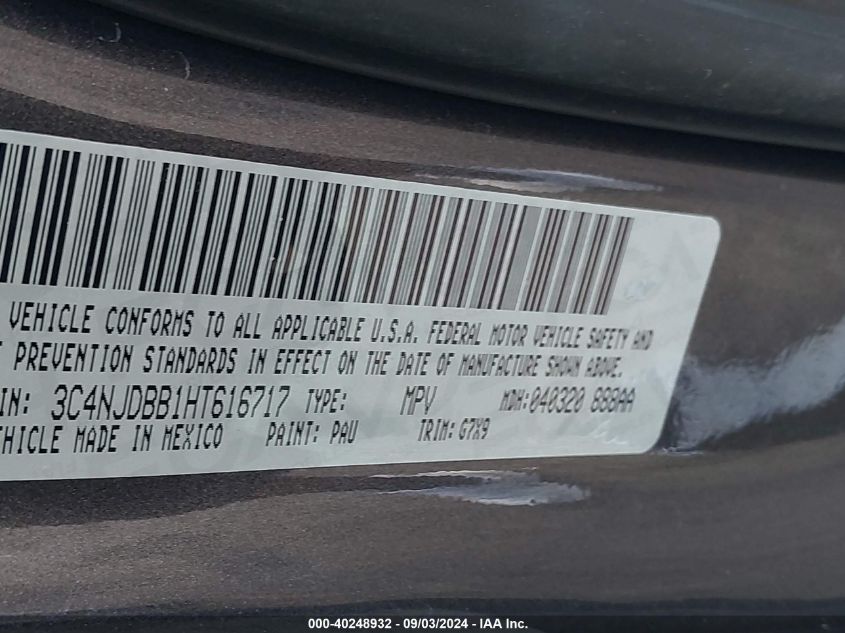 VEHICLE CONFORMS TO ALL APPLICABLE U.S.A. FEDERAL MOTOR VEHICLE SAFETY AND
T PREVENTION STANDARDS IN EFFECT ON THE DATE OF MANUFACTURE SHOWN ABOVE.
IN: 3C4NJDBB1HT616717 TYPE: MPV MDH: 040320 888AA
EHICLE MADE IN MEXICO PAINT: PAU TRIM: G7X9
000-40248932 - 09/03/2024 - IAA Inc.